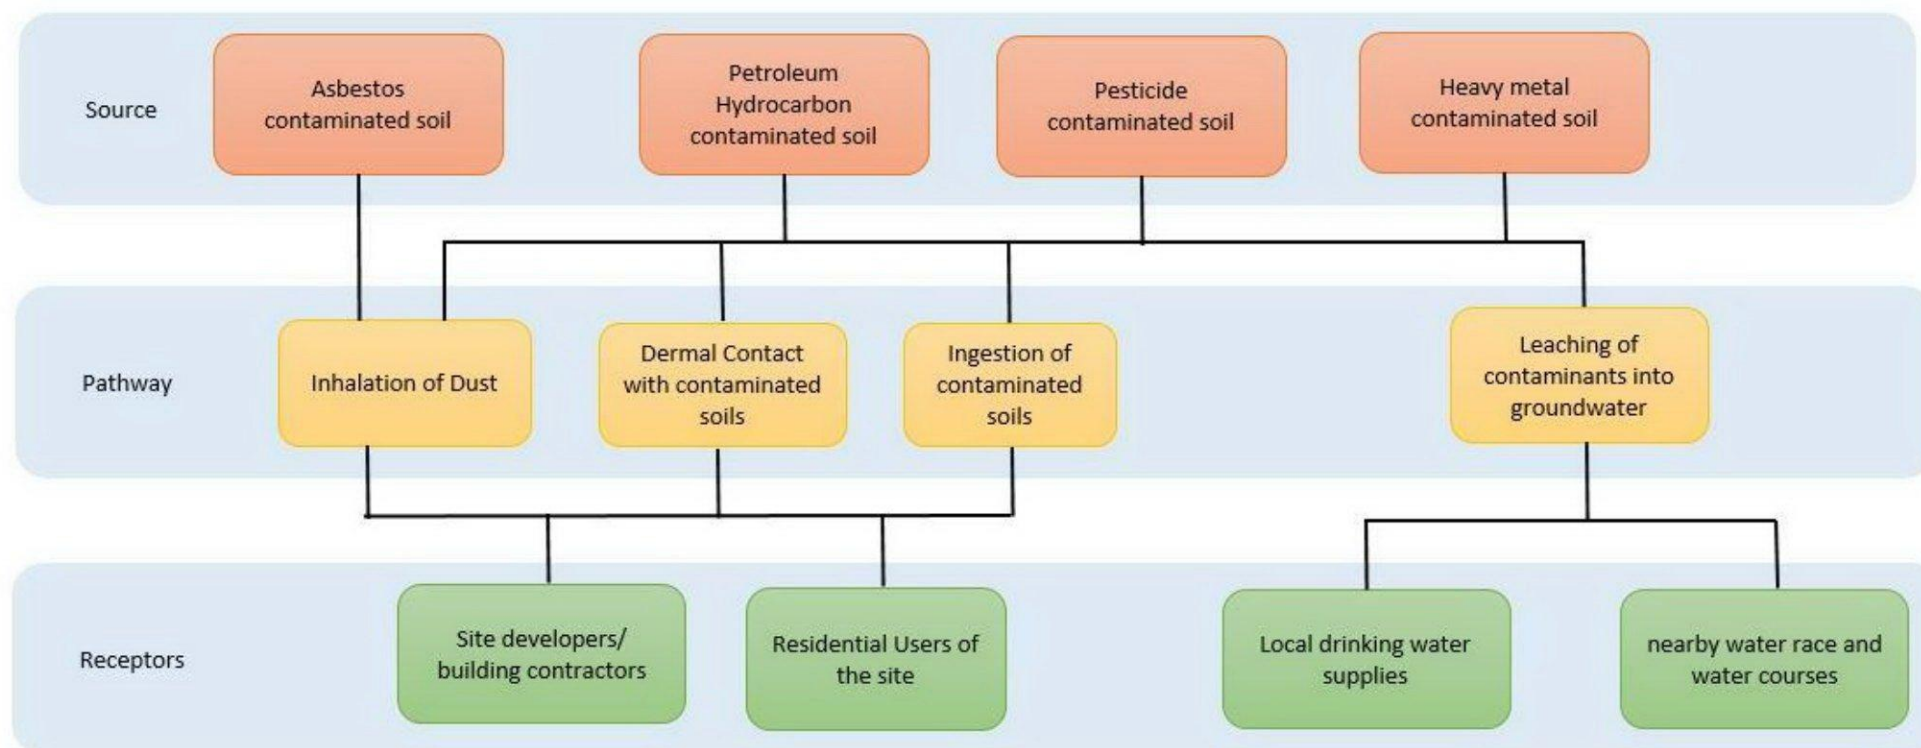 Source
Asbestos
contaminated soil
Petroleum
Hydrocarbon
contaminated soil
Pesticide
contaminated soil
Heavy metal
contaminated soil
Pathway
Inhalation of Dust
Dermal Contact
with contaminated
soils
Ingestion of
contaminated
soils
Leaching of
contaminants into
groundwater
Receptors
Site developers/
building contractors
Residential Users of
the site
Local drinking water
supplies
nearby water race and
water courses